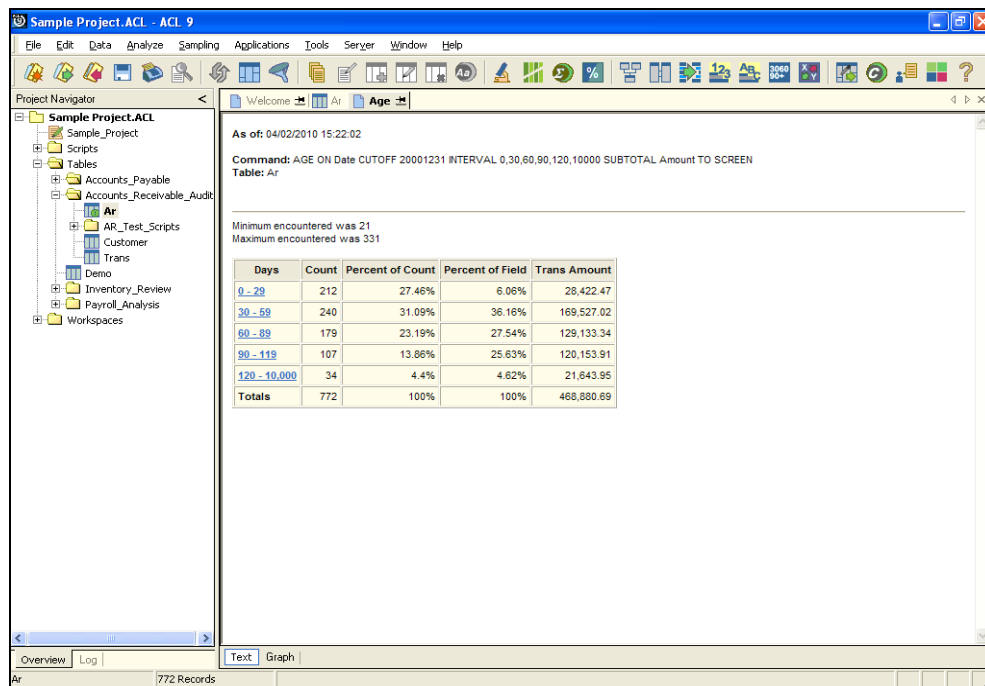 Sample Project.ACL - ACL 9
File Edit Data Analyze Sampling Applications Tools Server Window Help
Project Navigator <
Welcome Ar Age
Sample Project.ACL
Sample_Project
Scripts
Tables
Accounts_Payable
Accounts_Receivable_Audit
Ar
AR_Test_Scripts
Customer
Trans
Demo
Inventory_Review
Payroll_Analysis
Workspaces
As of: 04/02/2010 15:22:02
Command: AGE ON Date CUTOFF 20001231 INTERVAL 0,30,60,90,120,10000 SUBTOTAL Amount TO SCREEN
Table: Ar
Minimum encountered was 21
Maximum encountered was 331
Days Count Percent of Count Percent of Field Trans Amount
0 - 29 212 27.46% 6.06% 28,422.47
30 - 59 240 31.09% 36.16% 169,527.02
60 - 89 179 23.19% 27.54% 129,133.34
90 - 119 107 13.86% 25.63% 120,153.91
120 - 10,000 34 4.4% 4.62% 21,643.95
Totals 772 100% 100% 468,880.69
Overview Log
Text Graph
Ar 772 Records